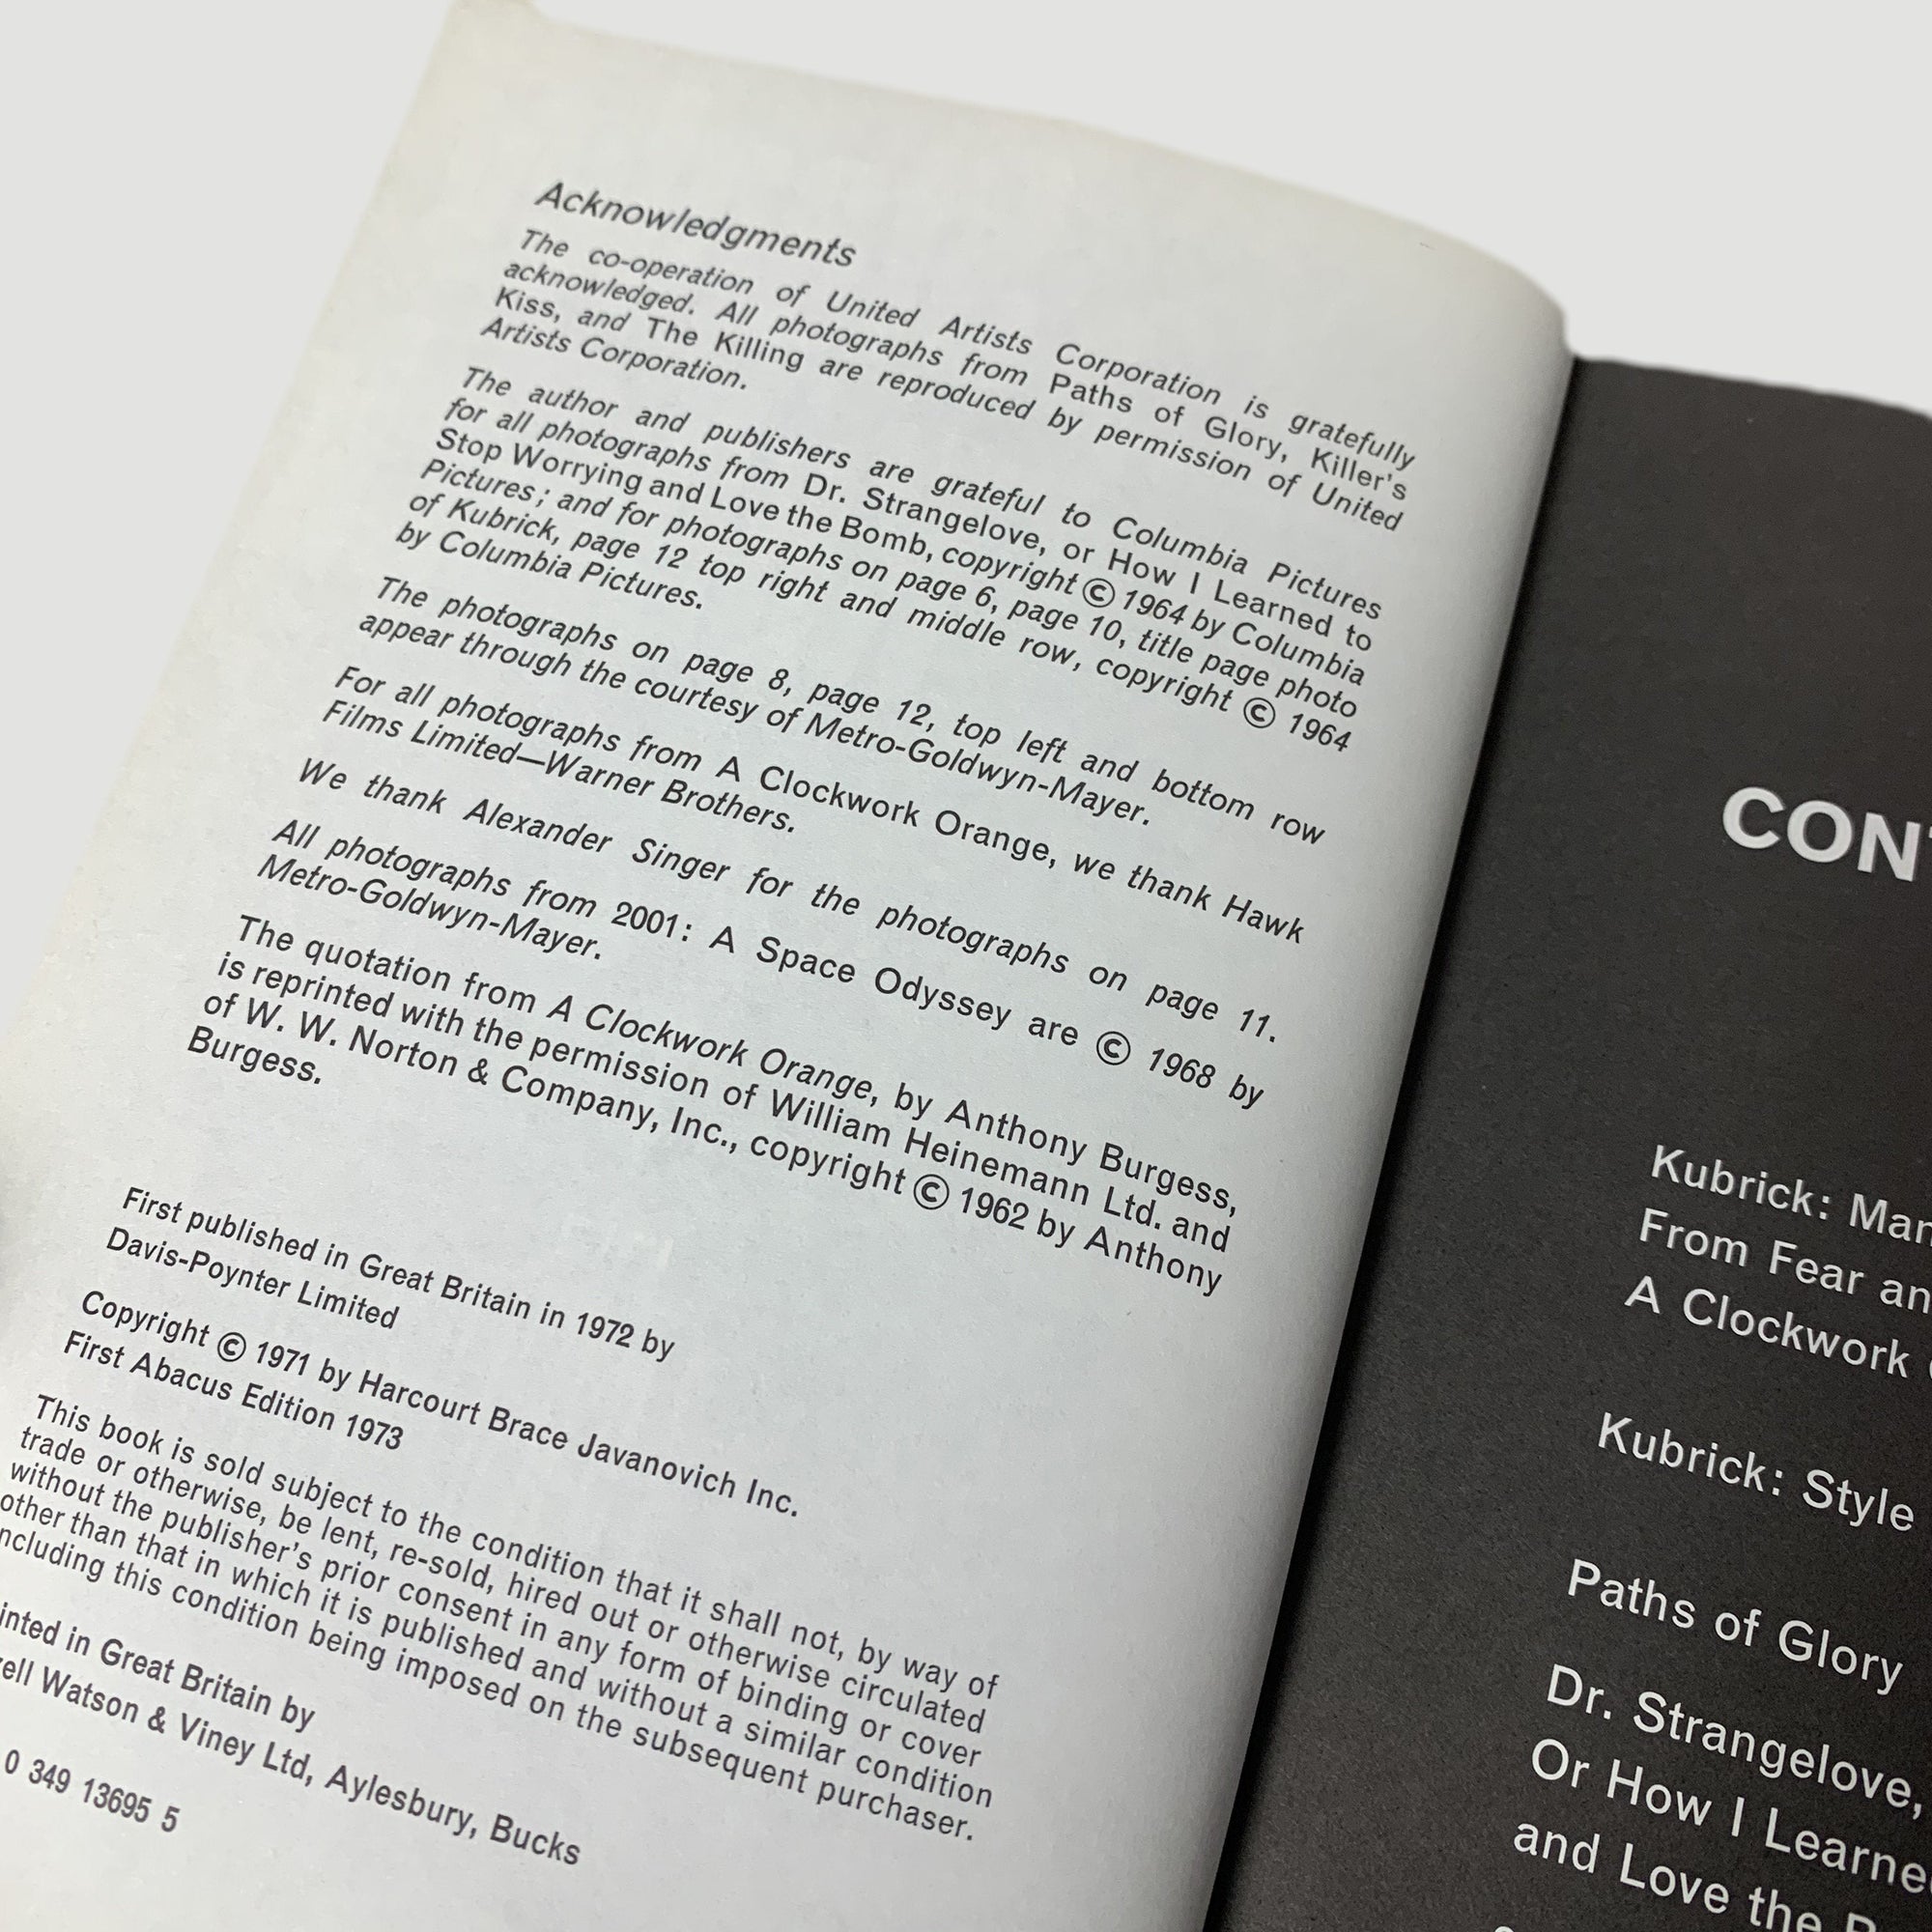 Acknowledgments
The co-operation of United Artists Corporation is gratefully
acknowledged. All photographs from Paths of Glory, Killer's
Kiss, and The Killing are reproduced by permission of United
Artists Corporation.
The author and publishers are grateful to Columbia Pictures
for all photographs from Dr. Strangelove, or How I Learned to
Stop Worrying and Love the Bomb, copyright © 1964 by Columbia
Pictures; and for photographs on page 6, page 10, title page photo
of Kubrick, page 12 top right and middle row, copyright © 1964
by Columbia Pictures.
The photographs on page 8, page 12, top left and bottom row
appear through the courtesy of Metro-Goldwyn-Mayer.
For all photographs from A Clockwork Orange, we thank Hawk
Films Limited—Warner Brothers.
We thank Alexander Singer for the photographs on page 11.
All photographs from 2001: A Space Odyssey are © 1968 by
Metro-Goldwyn-Mayer.
The quotation from A Clockwork Orange, by Anthony Burgess,
is reprinted with the permission of William Heinemann Ltd. and
of W. W. Norton & Company, Inc., copyright © 1962 by Anthony
Burgess.
First published in Great Britain in 1972 by
Davis-Poynter Limited
Copyright © 1971 by Harcourt Brace Javanovich Inc.
First Abacus Edition 1973
This book is sold subject to the condition that it shall not, by way of
trade or otherwise, be lent, re-sold, hired out or otherwise circulated
without the publisher's prior consent in any form of binding or cover
other than that in which it is published and without a similar condition
ncluding this condition being imposed on the subsequent purchaser.
inted in Great Britain by
ell Watson & Viney Ltd, Aylesbury, Bucks
0 349 13695 5
CON
Kubrick: Man
From Fear an
A Clockwork
Kubrick: Style
Paths of Glory
Dr. Strangelove,
Or How I Learne
and Love the